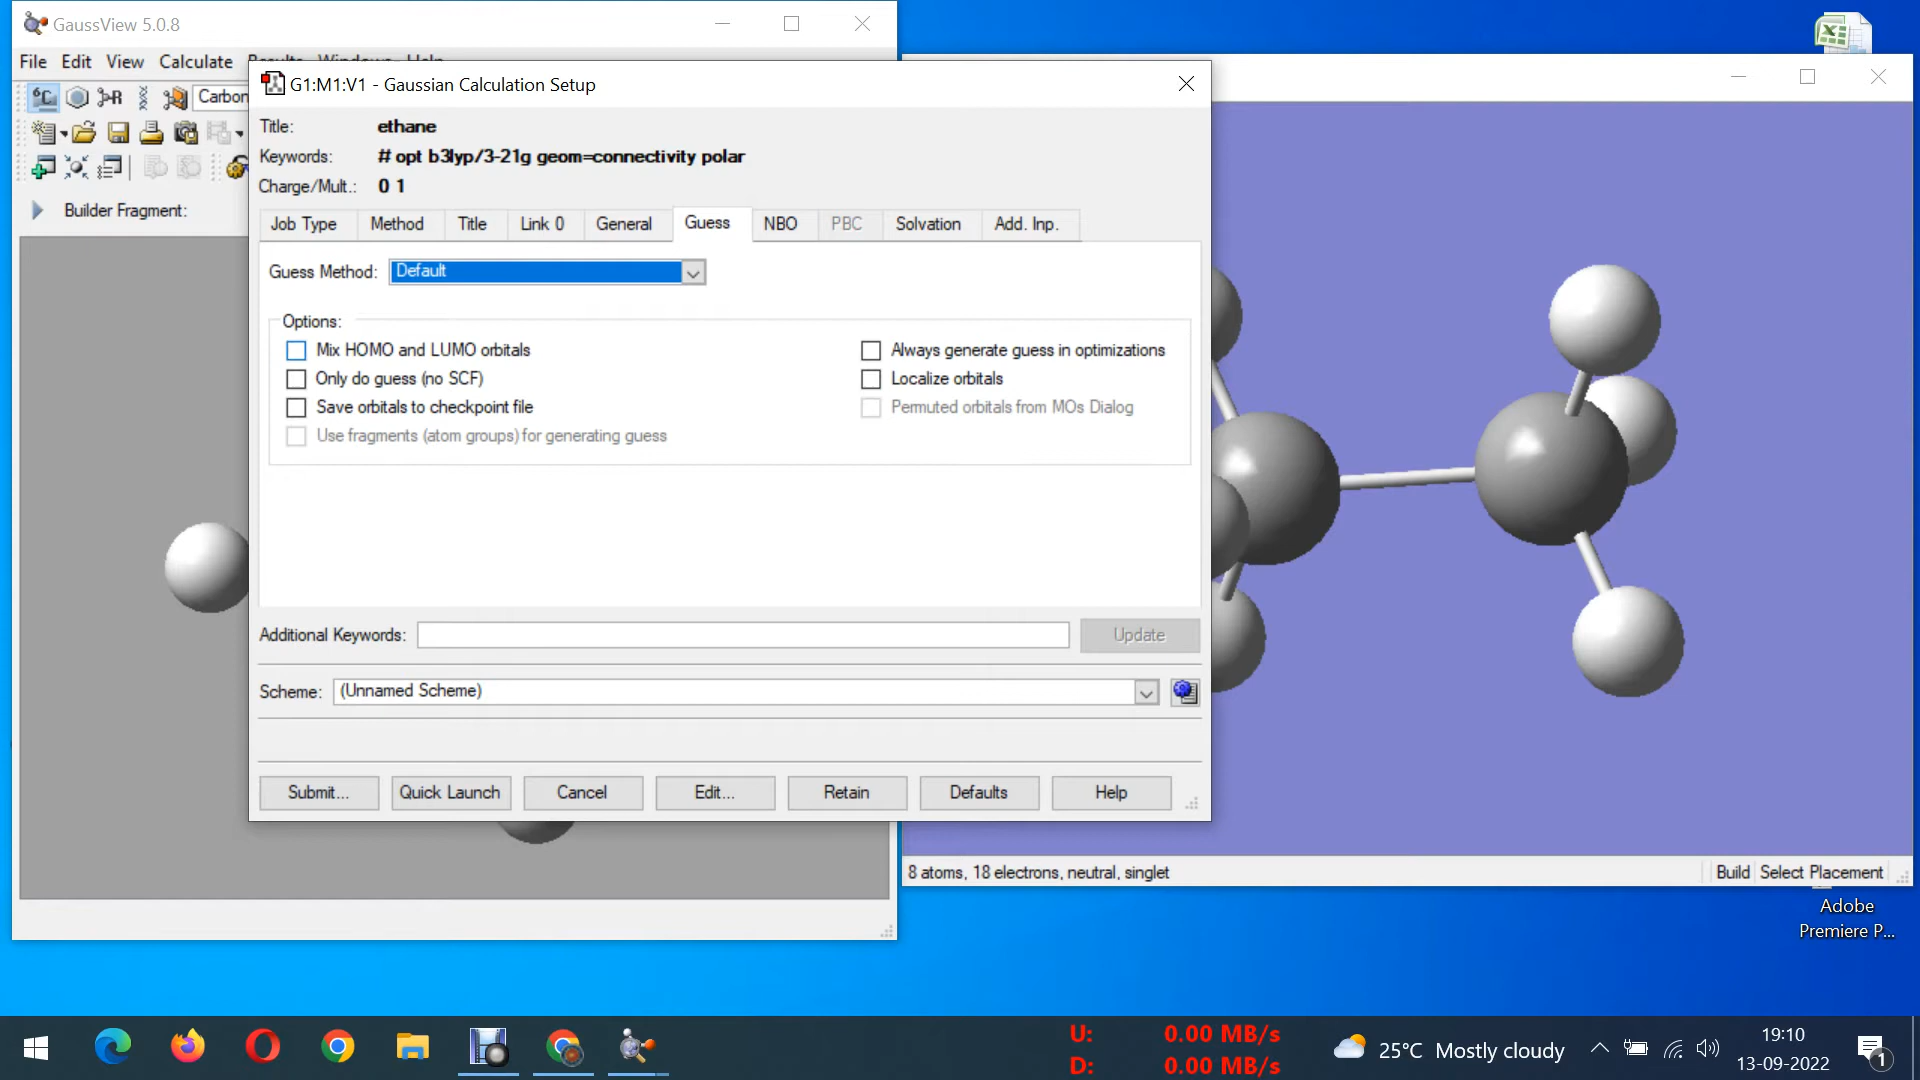 GaussView 5.0.8
File Edit View Calculate Results Windows Help
G1:M1:V1 - Gaussian Calculation Setup
Carbon
Title: ethane
Keywords: # opt b3lyp/3-21g geom=connectivity polar
Charge/Mult.: 0 1
Builder Fragment:
Job Type Method Title Link 0 General Guess NBO PBC Solvation Add. Inp.
Guess Method: Default
Options:
Mix HOMO and LUMO orbitals
Always generate guess in optimizations
Only do guess (no SCF)
Localize orbitals
Save orbitals to checkpoint file
Permuted orbitals from MOs Dialog
Use fragments (atom groups) for generating guess
Additional Keywords: Update
Scheme: (Unnamed Scheme)
Submit... Quick Launch Cancel Edit... Retain Defaults Help
8 atoms, 18 electrons, neutral, singlet
Build Select Placement
Adobe
Premiere P...
U: 0.00 MB/s
D: 0.00 MB/s
25°C Mostly cloudy
19:10
13-09-2022
1